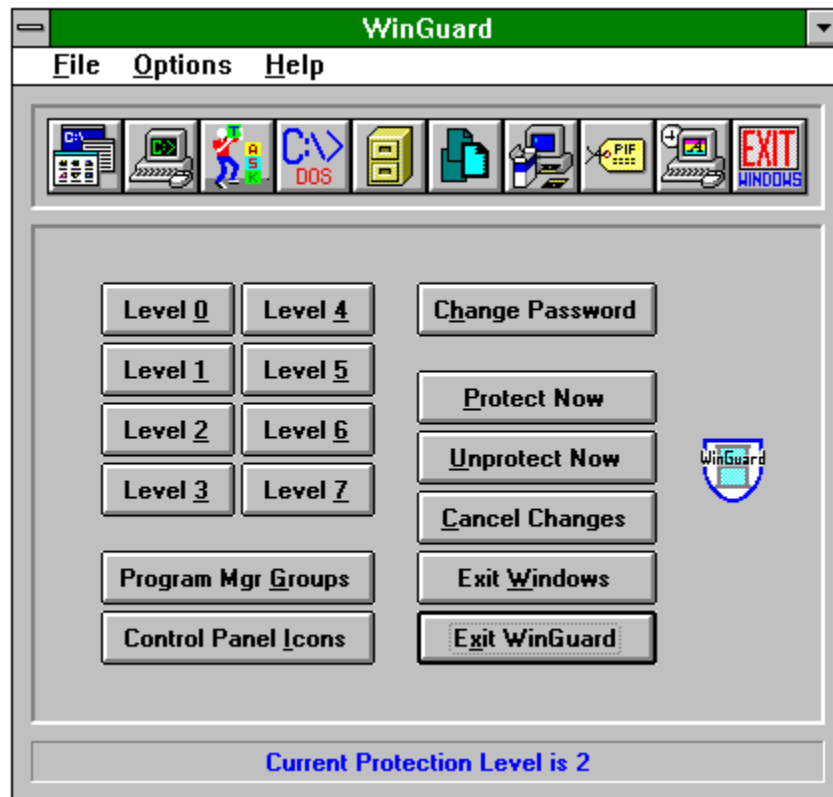 WinGuard
File Options Help
C:\
C:>
T
A
S
K
C:\>
DOS
PIF
EXIT
WINDOWS
Level 0 Level 4 Change Password
Level 1 Level 5
Protect Now
Level 2 Level 6
Unprotect Now
Level 3 Level 7
Cancel Changes
Program Mgr Groups Exit Windows
Control Panel Icons Exit WinGuard
WinGuard
Current Protection Level is 2